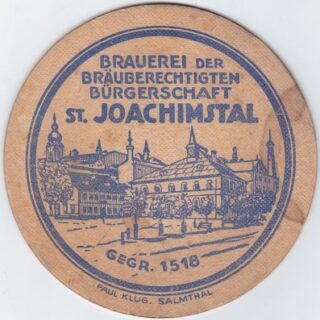 BRAUEREI DER
BRÄUBERECHTIGTEN
BÜRGERSCHAFT
ST. JOACHIMSTAL
GEGR. 1518
PAUL KLUG, SALMTHAL